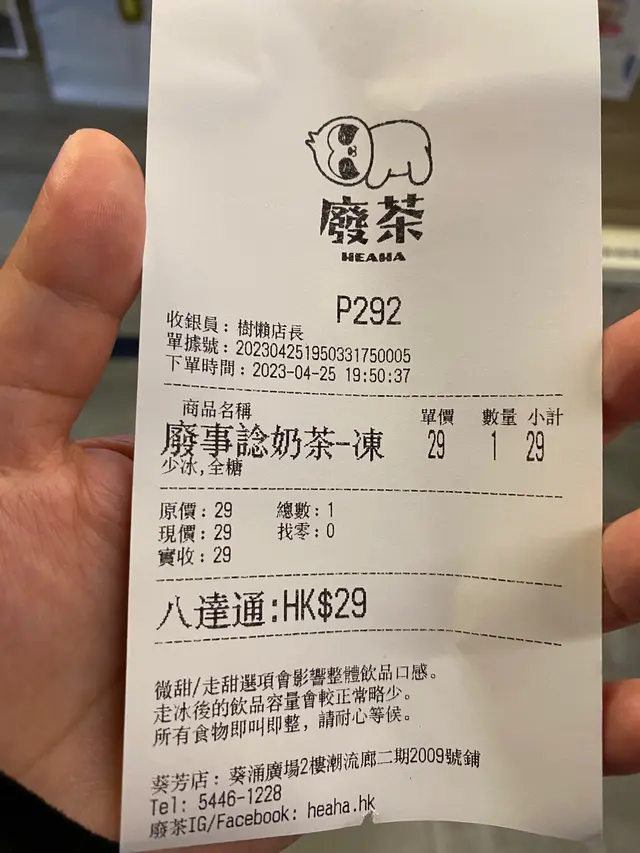 廢茶
HEAHA
P292
收銀員：樹懶店長
單據號：202304251950331750005
下單時間：2023-04-25 19:50:37
商品名稱 單價 數量 小計
廢事諗奶茶-凍 29 1 29
少冰,全糖
原價：29 總數：1
現價：29 找零：0
實收：29
八達通:HK$29
微甜/走甜選項會影響整體飲品口感。
走冰後的飲品容量會較正常略少。
所有食物即叫即整，請耐心等候。
葵芳店：葵涌廣場2樓潮流廊二期2009號鋪
Tel: 5446-1228
廢茶IG/Facebook: heaha.hk